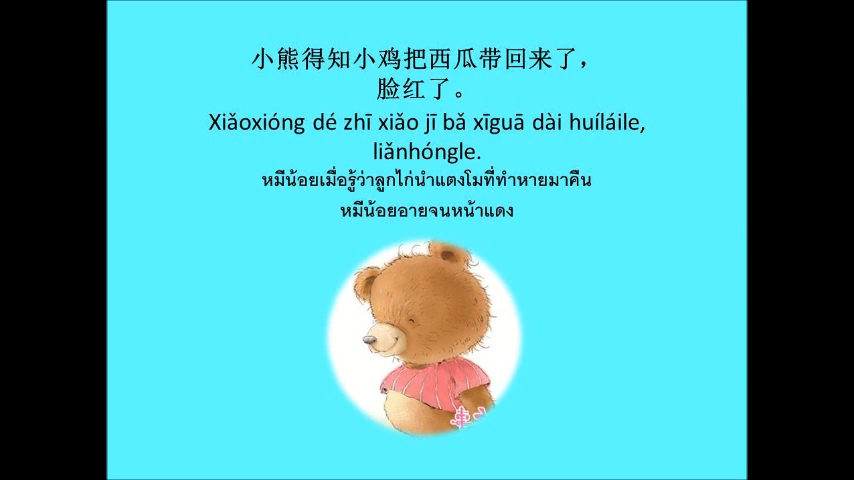 小熊得知小鸡把西瓜带回来了，
脸红了。
Xiǎoxióng dé zhī xiǎo jī bǎ xīguā dài huíláile,
liǎnhóngle.
หมีน้อยเมื่อรู้ว่าลูกไก่นำแตงโมที่ทำหายมาคืน
หมีน้อยอายจนหน้าแดง